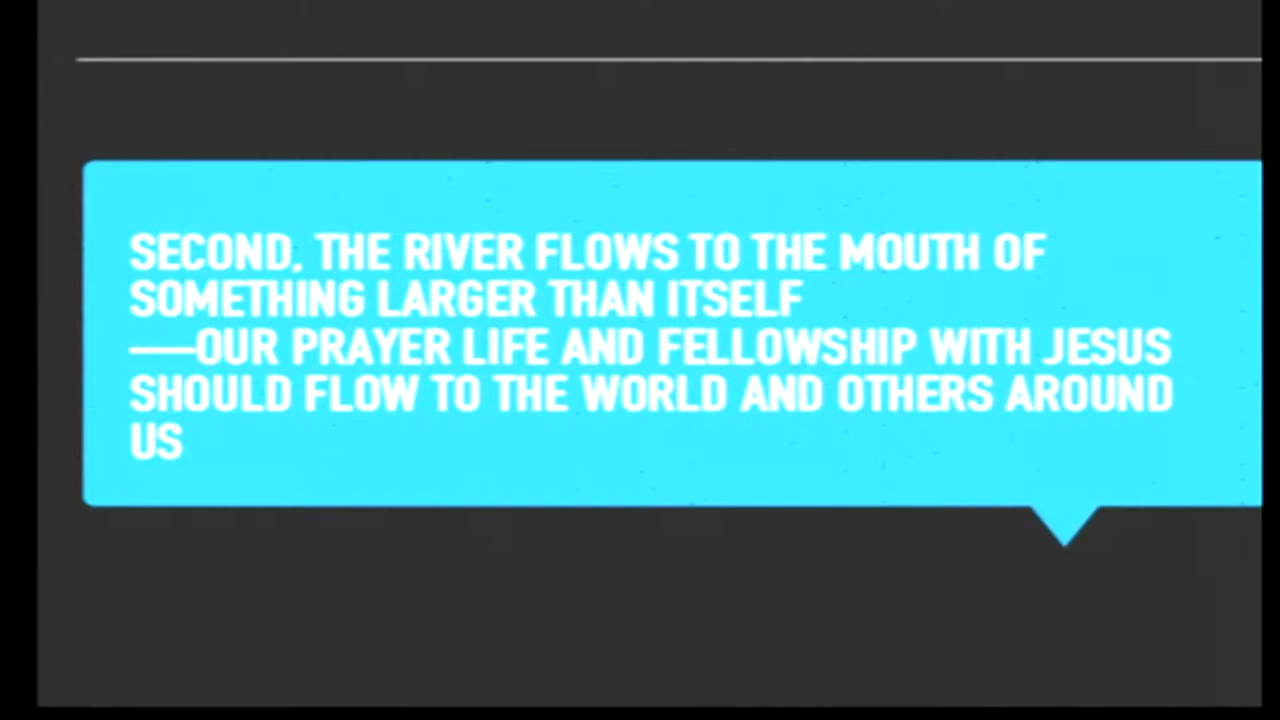 SECOND, THE RIVER FLOWS TO THE MOUTH OF
SOMETHING LARGER THAN ITSELF
—OUR PRAYER LIFE AND FELLOWSHIP WITH JESUS
SHOULD FLOW TO THE WORLD AND OTHERS AROUND
US